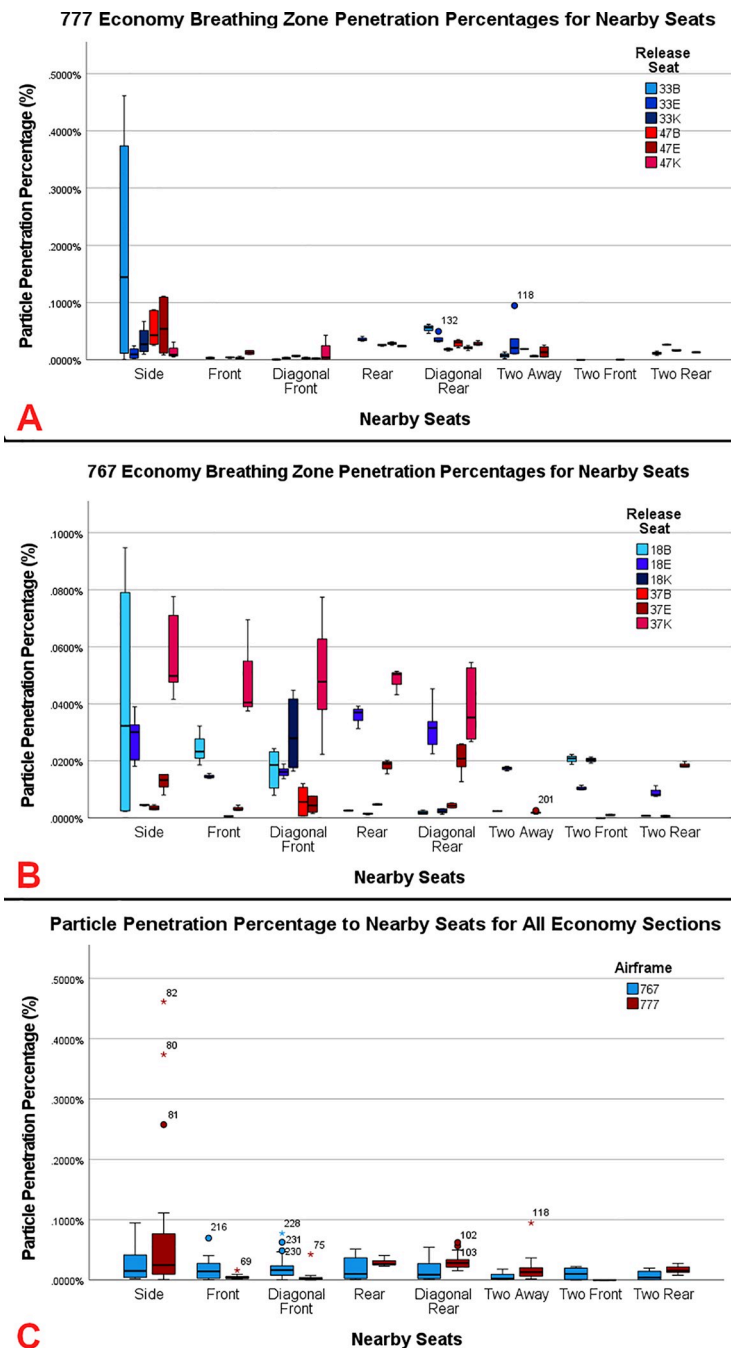 777 Economy Breathing Zone Penetration Percentages for Nearby Seats
Particle Penetration Percentage (%)
.5000%
.4000%
.3000%
.2000%
.1000%
.0000%
Release
Seat
33B
33E
33K
47B
47E
47K
132
118
Side
Front
Diagonal
Front
Rear
Diagonal
Rear
Two Away
Two Front
Two Rear
Nearby Seats
A
767 Economy Breathing Zone Penetration Percentages for Nearby Seats
Particle Penetration Percentage (%)
.1000%
.0800%
.0600%
.0400%
.0200%
.0000%
Release
Seat
18B
18E
18K
37B
37E
37K
201
Side
Front
Diagonal
Front
Rear
Diagonal
Rear
Two Away
Two Front
Two Rear
Nearby Seats
B
Particle Penetration Percentage to Nearby Seats for All Economy Sections
Particle Penetration Percentage (%)
.5000%
.4000%
.3000%
.2000%
.1000%
.0000%
Airframe
767
777
82
80
81
216
69
228
231
230
75
102
103
118
Side
Front
Diagonal
Front
Rear
Diagonal
Rear
Two Away
Two Front
Two Rear
Nearby Seats
C